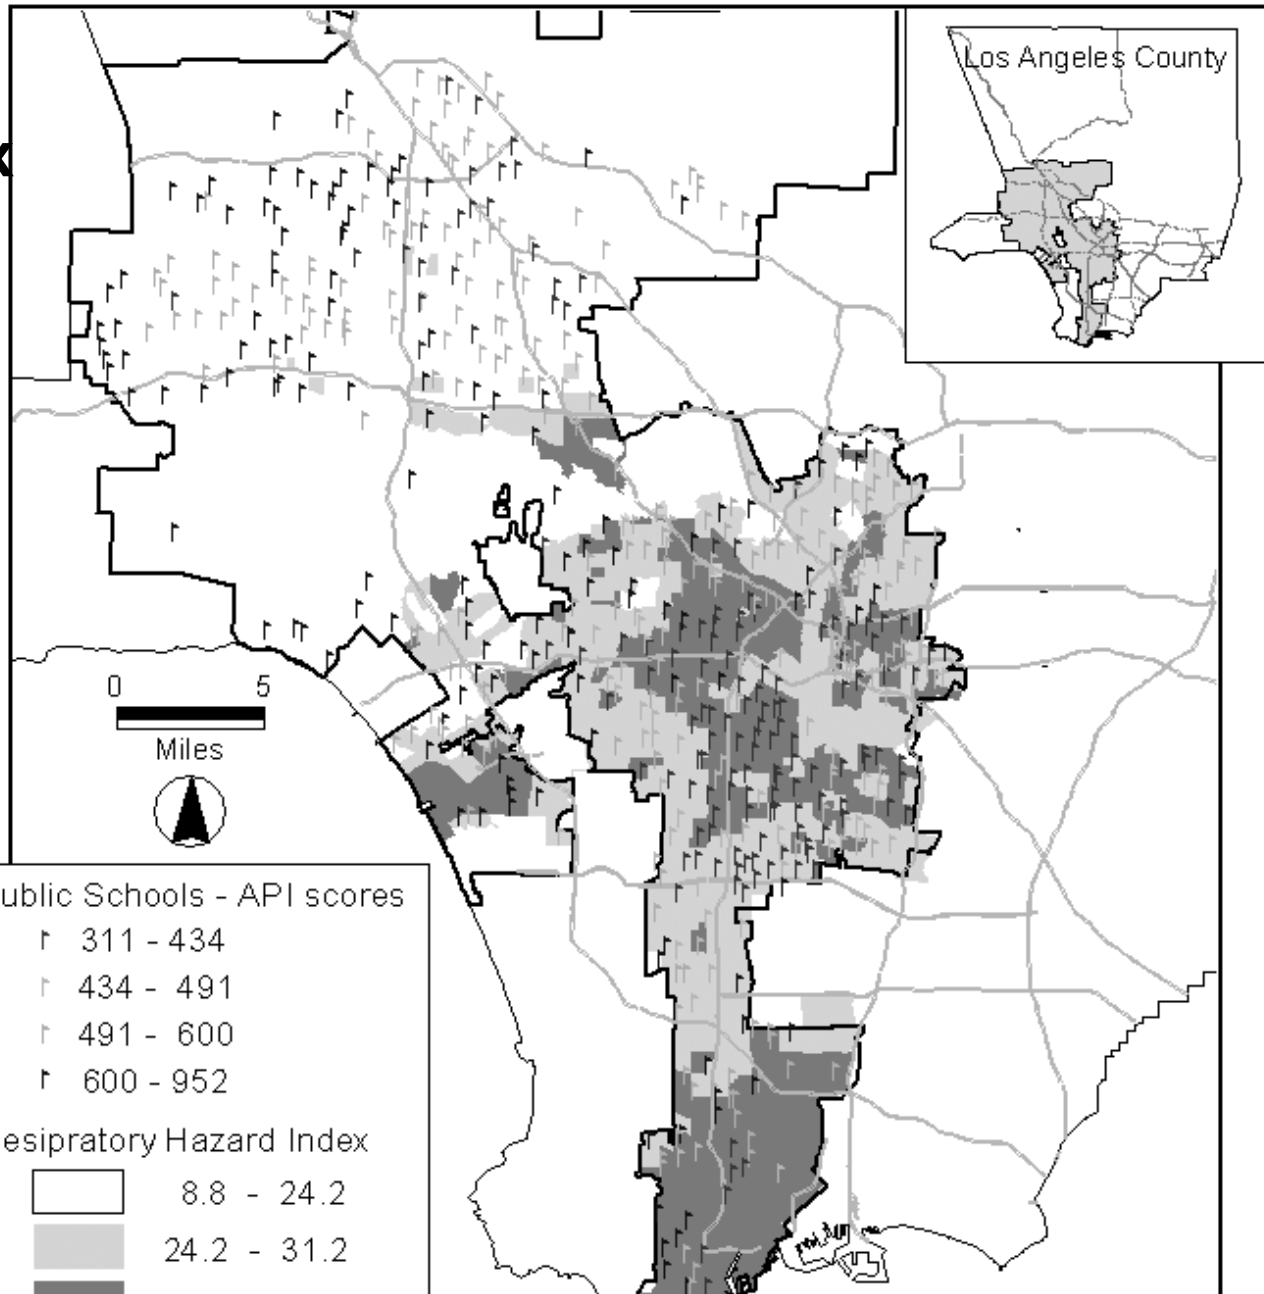 x
Los Angeles County
0 5
Miles
ublic Schools - API scores
311 - 434
434 - 491
491 - 600
600 - 952
esipratory Hazard Index
8.8 - 24.2
24.2 - 31.2